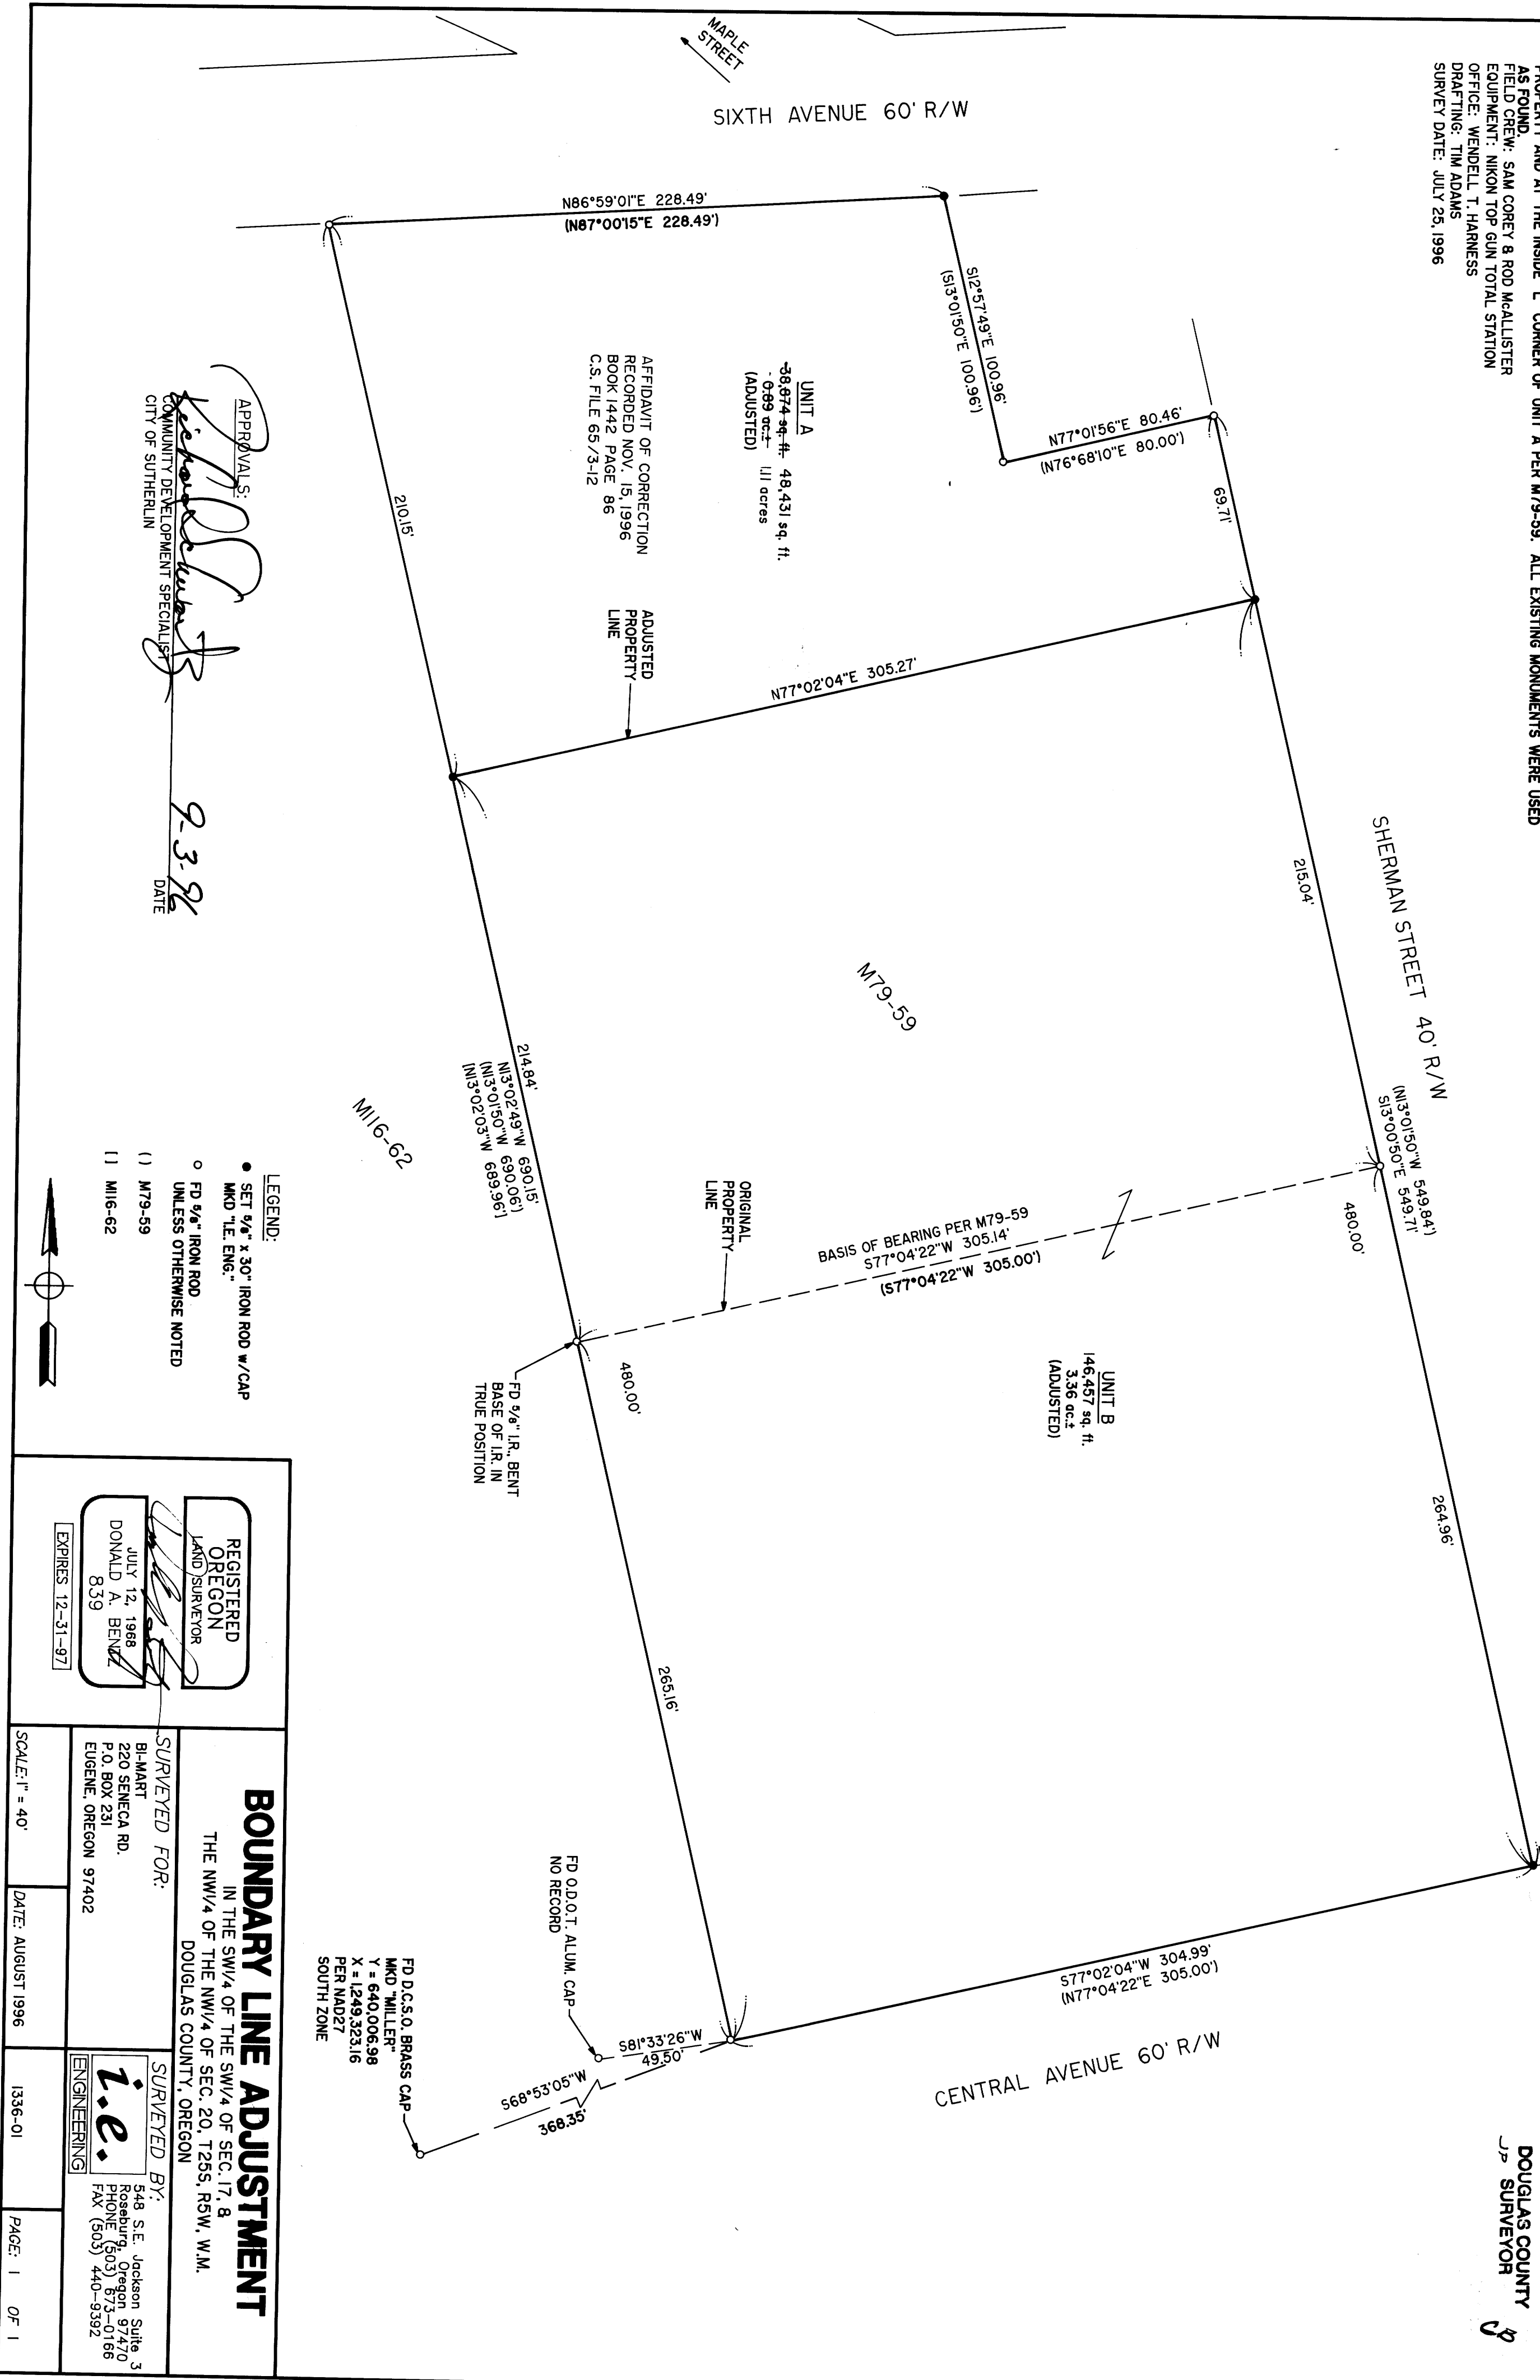 PROPERTY AND AT THE INSIDE "L" CORNER OF UNIT A PER M79-59. ALL EXISTING MONUMENTS WERE USED
AS FOUND.
FIELD CREW: SAM COREY & ROD McALLISTER
EQUIPMENT: NIKON TOP GUN TOTAL STATION
OFFICE: WENDELL T. HARNESS
DRAFTING: TIM ADAMS
SURVEY DATE: JULY 25, 1996
MAPLE
STREET
SIXTH AVENUE 60' R/W
N86°59'01"E 228.49'
(N87°00'15"E 228.49')
S12°57'49"E 100.96'
(S13°01'50"E 100.96')
N77°01'56"E 80.46'
(N76°68'10"E 80.00')
69.71'
UNIT A
38,874 sq. ft. 48,431 sq. ft.
0.89 ac.± 1.11 acres
(ADJUSTED)
AFFIDAVIT OF CORRECTION
RECORDED NOV. 15, 1996
BOOK 1442 PAGE 86
C.S. FILE 65/3-12
210.15'
ADJUSTED
PROPERTY
LINE
N77°02'04"E 305.27'
215.04'
SHERMAN STREET 40' R/W
(N13°01'50"W 549.84')
S13°00'50"E 549.71'
480.00'
264.96'
M79-59
214.84'
N13°02'49"W 690.15'
(N13°01'50"W 690.06')
[N13°02'03"W 689.96']
M116-62
ORIGINAL
PROPERTY
LINE
BASIS OF BEARING PER M79-59
S77°04'22"W 305.14'
(S77°04'22"W 305.00')
480.00'
FD 5/8" I.R., BENT
BASE OF I.R. IN
TRUE POSITION
UNIT B
146,457 sq. ft.
3.36 ac.±
(ADJUSTED)
265.16'
S77°02'04"W 304.99'
(N77°04'22"E 305.00')
CENTRAL AVENUE 60' R/W
FD O.D.O.T. ALUM. CAP
NO RECORD
S81°33'26"W
49.50'
S68°53'05"W
368.35'
FD D.C.S.O. BRASS CAP
MKD "MILLER"
Y = 640,006.98
X = 1,249,323.16
PER NAD27
SOUTH ZONE
DOUGLAS COUNTY
SURVEYOR
APPROVALS:
COMMUNITY DEVELOPMENT SPECIALIST
CITY OF SUTHERLIN
9-3-96
DATE
LEGEND:
● SET 5/8" x 30" IRON ROD w/CAP
MKD "I.E. ENG."
○ FD 5/8" IRON ROD
UNLESS OTHERWISE NOTED
( ) M79-59
[ ] M116-62
REGISTERED
OREGON
LAND SURVEYOR
JULY 12, 1968
DONALD A. BENTZ
839
EXPIRES 12-31-97
BOUNDARY LINE ADJUSTMENT
IN THE SW1/4 OF THE SW1/4 OF SEC. 17, &
THE NW1/4 OF THE NW1/4 OF SEC. 20, T25S, R5W, W.M.
DOUGLAS COUNTY, OREGON
SURVEYED FOR:
BI-MART
220 SENECA RD.
P.O. BOX 231
EUGENE, OREGON 97402
SURVEYED BY:
i.e.
ENGINEERING
548 S.E. Jackson Suite 3
Roseburg, Oregon 97470
PHONE (503) 673-0166
FAX (503) 440-9392
SCALE: 1" = 40'
DATE: AUGUST 1996
1336-01
PAGE: 1 OF 1